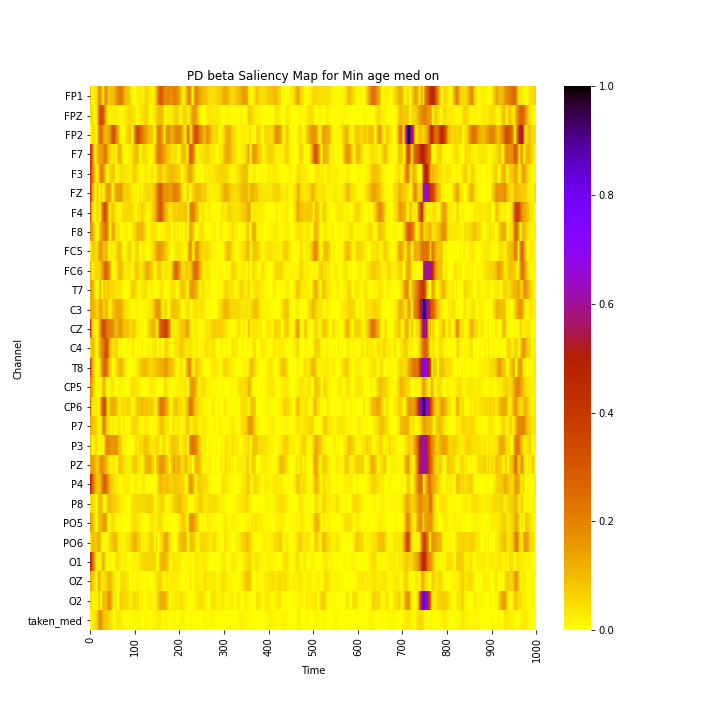 PD beta Saliency Map for Min age med on
Channel
FP1
FPZ
FP2
F7
F3
FZ
F4
F8
FC5
FC6
T7
C3
CZ
C4
T8
CP5
CP6
P7
P3
PZ
P4
P8
PO5
PO6
O1
OZ
O2
taken_med
0
100
200
300
400
500
600
700
800
900
1000
Time
1.0
0.8
0.6
0.4
0.2
0.0